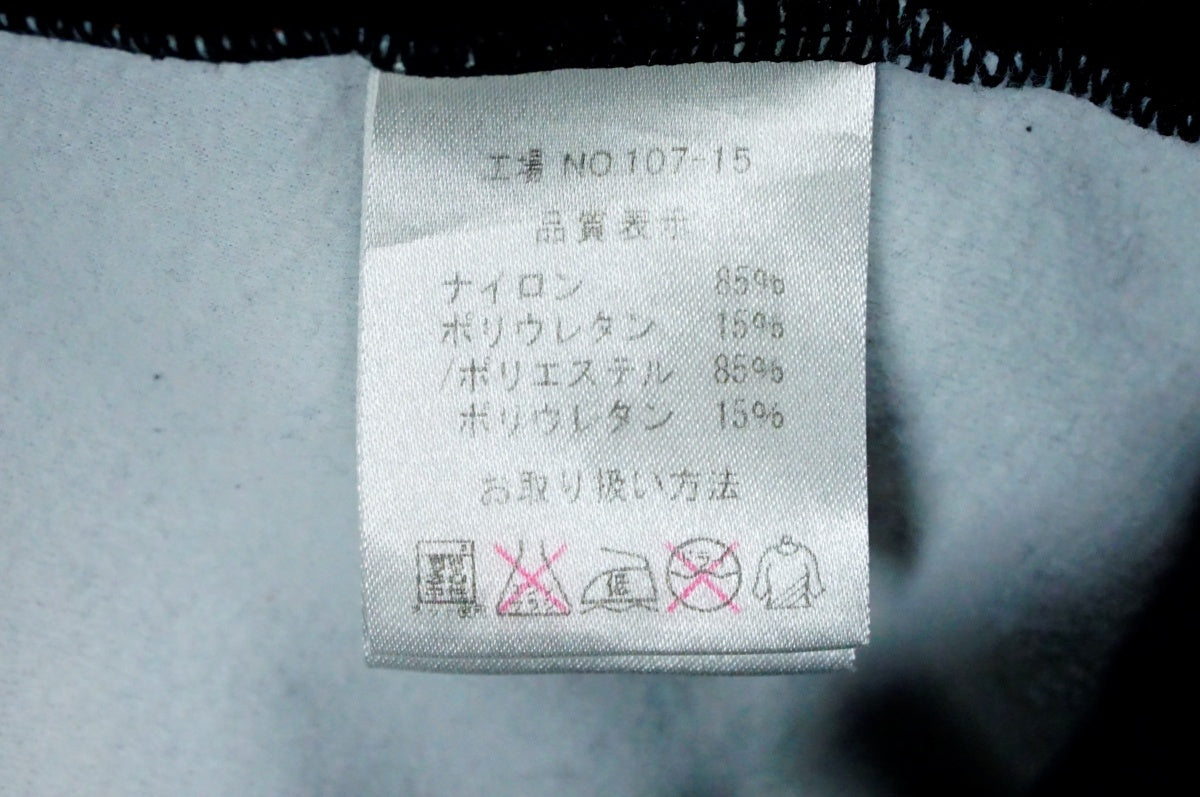 工場 NO.107-15
品質表示
ナイロン 85%
ポリウレタン 15%
/ポリエステル 85%
ポリウレタン 15%
お取り扱い方法
低